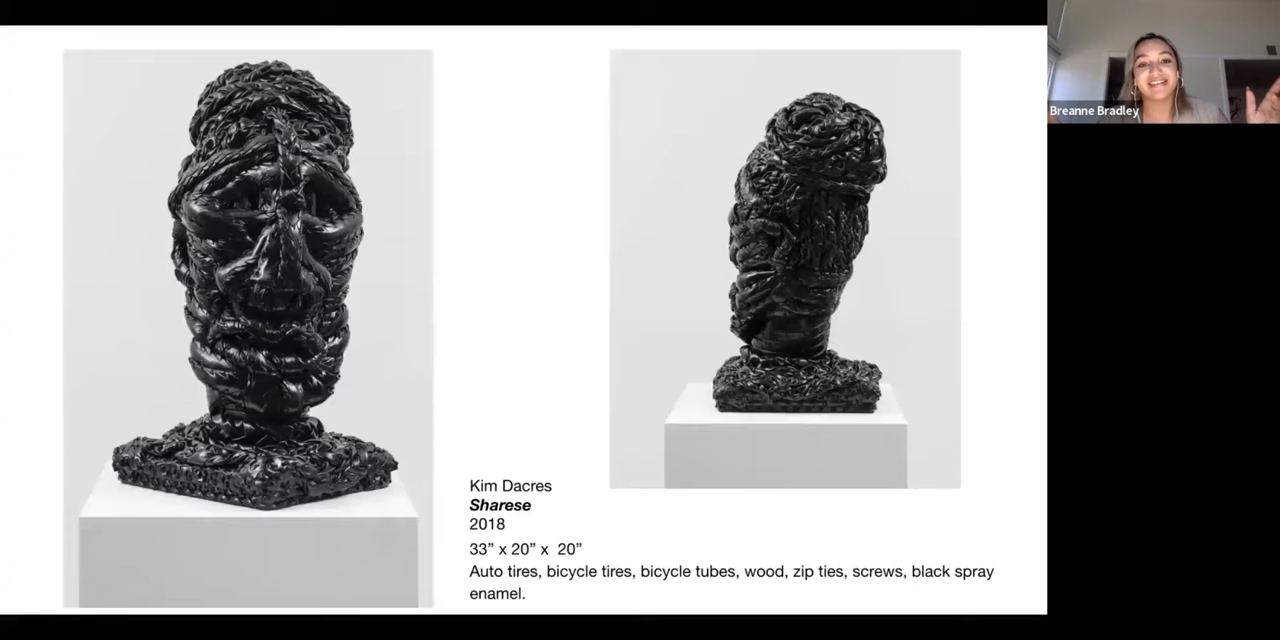 Breanne Bradley
Kim Dacres
Sharese
2018
33” x 20” x  20”
Auto tires, bicycle tires, bicycle tubes, wood, zip ties, screws, black spray
enamel.